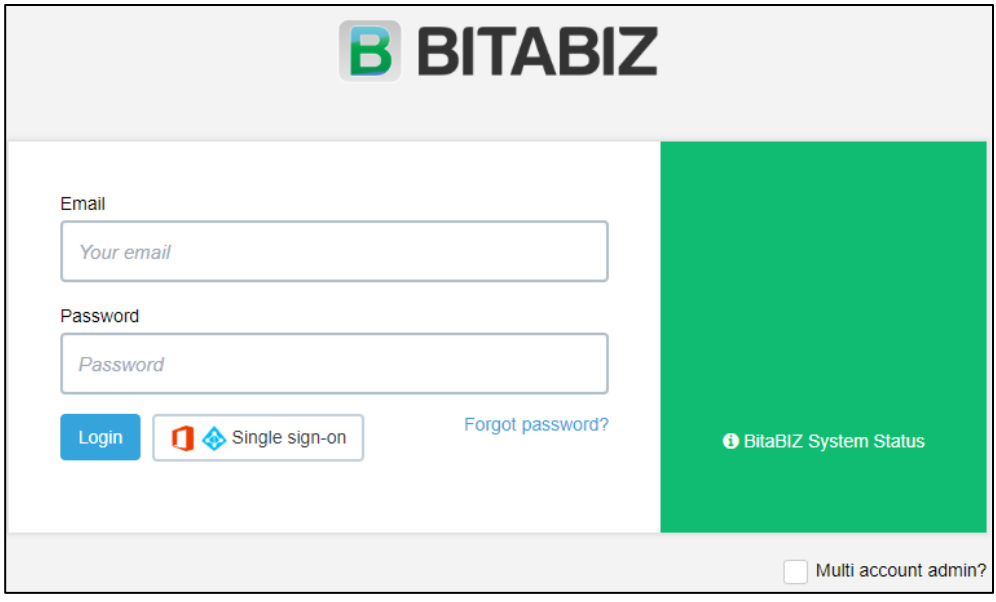 BITABIZ
Email
Your email
Password
Password
Login
Single sign-on
Forgot password?
BitaBIZ System Status
Multi account admin?